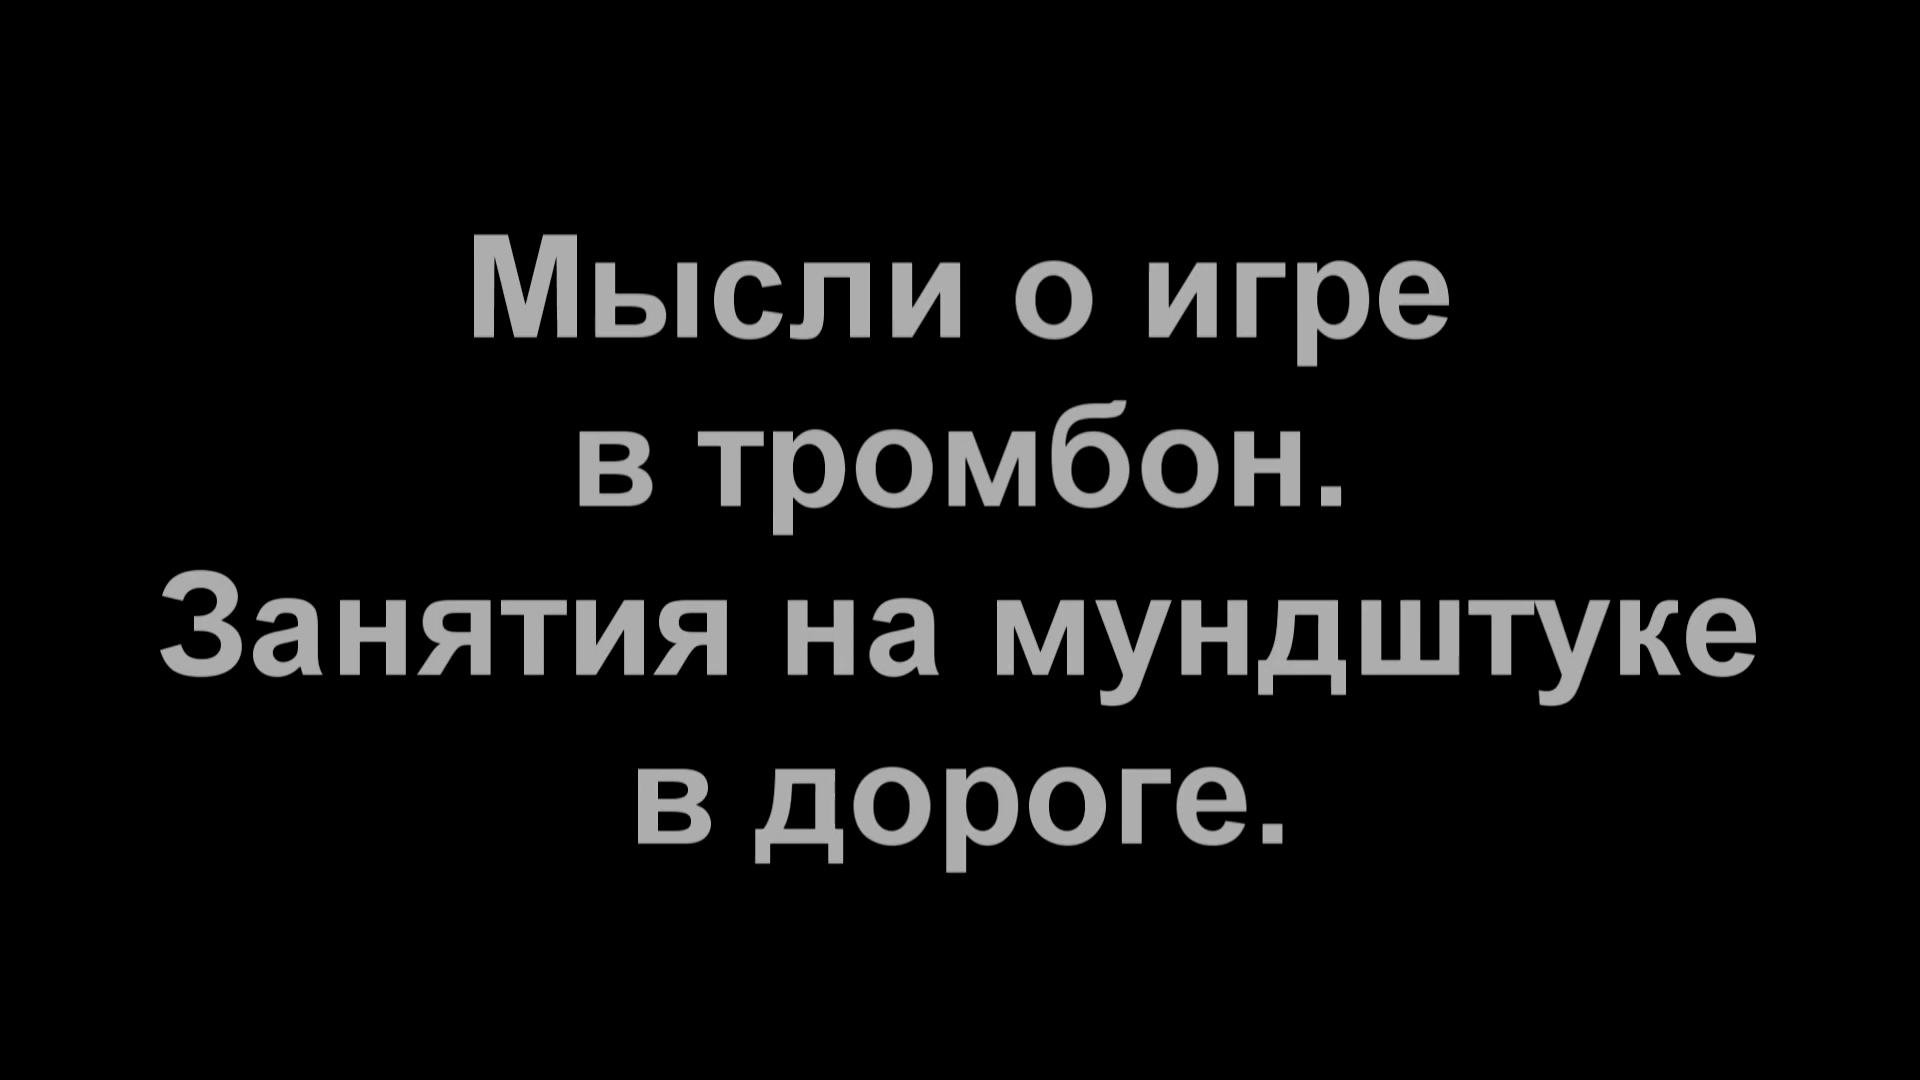 Мысли о игре
в тромбон.
Занятия на мундштуке
в дороге.